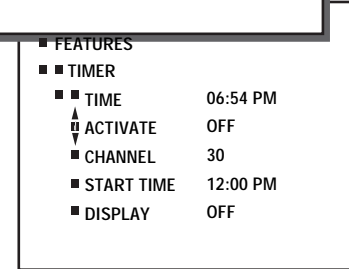 FEATURES
TIMER
TIME 06:54 PM
ACTIVATE OFF
CHANNEL 30
START TIME 12:00 PM
DISPLAY OFF